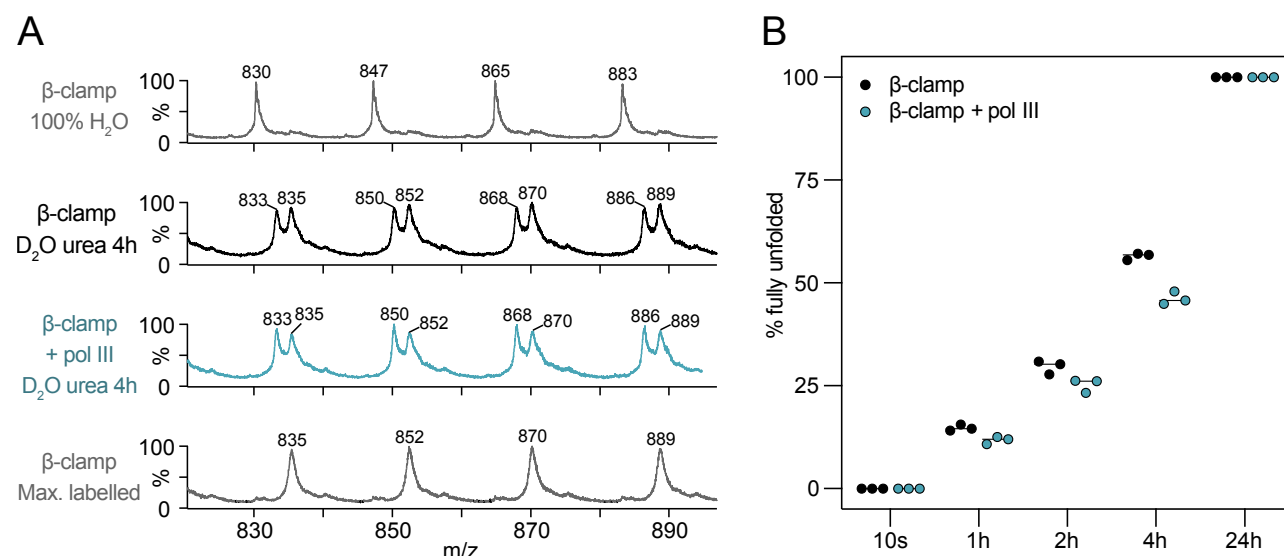 A
β-clamp
100% H₂O
100
%
0
830
847
865
883
β-clamp
D₂O urea 4h
100
%
0
833
835
850
852
868
870
886
889
β-clamp
+ pol III
D₂O urea 4h
100
%
0
833
835
850
852
868
870
886
889
β-clamp
Max. labelled
100
%
0
835
852
870
889
830
850
870
890
m/z
B
β-clamp
β-clamp + pol III
% fully unfolded
100
75
50
25
0
10s
1h
2h
4h
24h